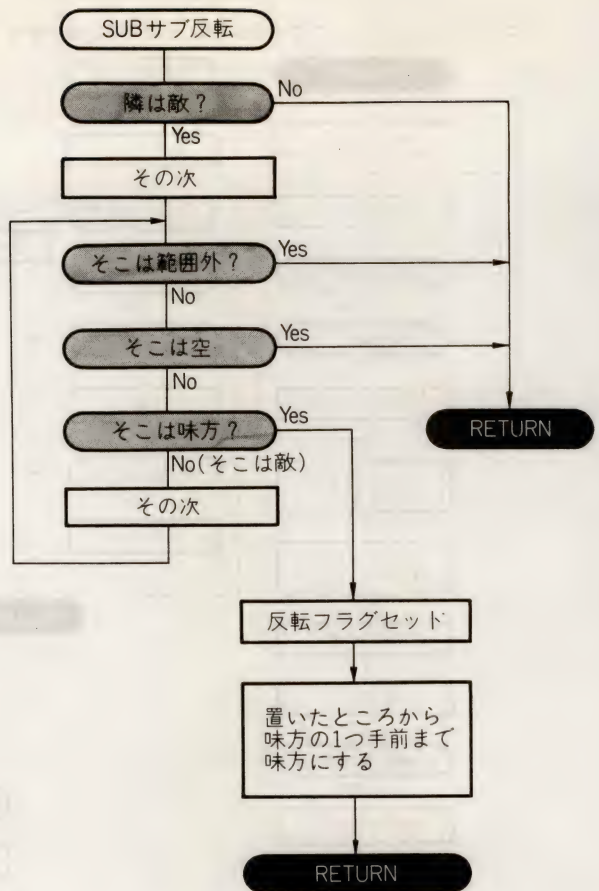 SUBサブ反転
隣は敵？
No
Yes
その次
そこは範囲外？
Yes
No
そこは空
Yes
No
そこは味方？
Yes
No(そこは敵)
RETURN
その次
反転フラグセット
置いたところから
味方の1つ手前まで
味方にする
RETURN